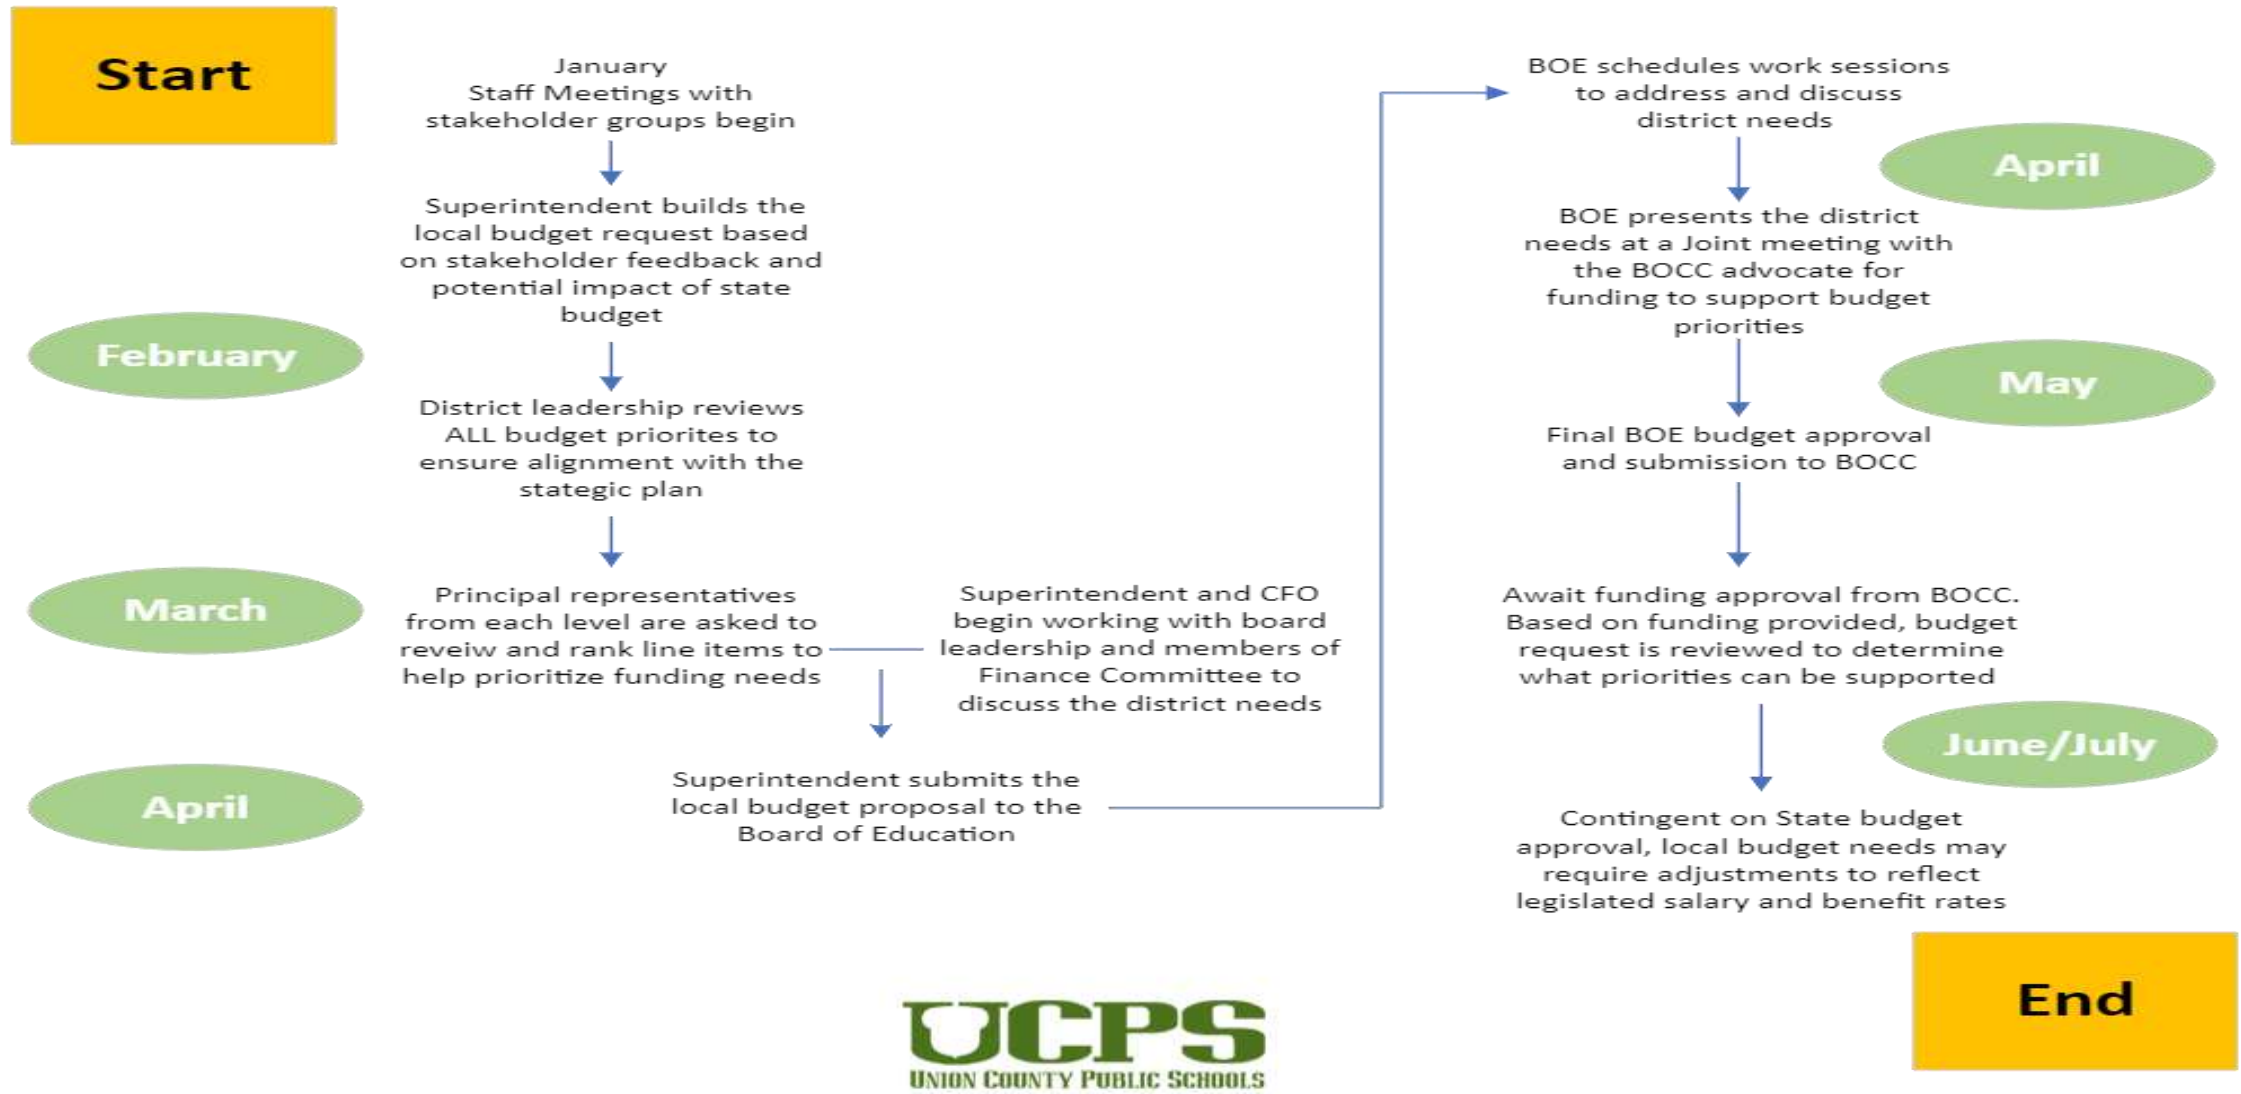 Start
January
Staff Meetings with
stakeholder groups begin
Superintendent builds the
local budget request based
on stakeholder feedback and
potential impact of state
budget
February
District leadership reviews
ALL budget priorites to
ensure alignment with the
stategic plan
March
Principal representatives
from each level are asked to
reveiw and rank line items to
help prioritize funding needs
Superintendent and CFO
begin working with board
leadership and members of
Finance Committee to
discuss the district needs
April
Superintendent submits the
local budget proposal to the
Board of Education
BOE schedules work sessions
to address and discuss
district needs
April
BOE presents the district
needs at a Joint meeting with
the BOCC advocate for
funding to support budget
priorities
May
Final BOE budget approval
and submission to BOCC
Await funding approval from BOCC.
Based on funding provided, budget
request is reviewed to determine
what priorities can be supported
June/July
Contingent on State budget
approval, local budget needs may
require adjustments to reflect
legislated salary and benefit rates
End
UCPS
UNION COUNTY PUBLIC SCHOOLS